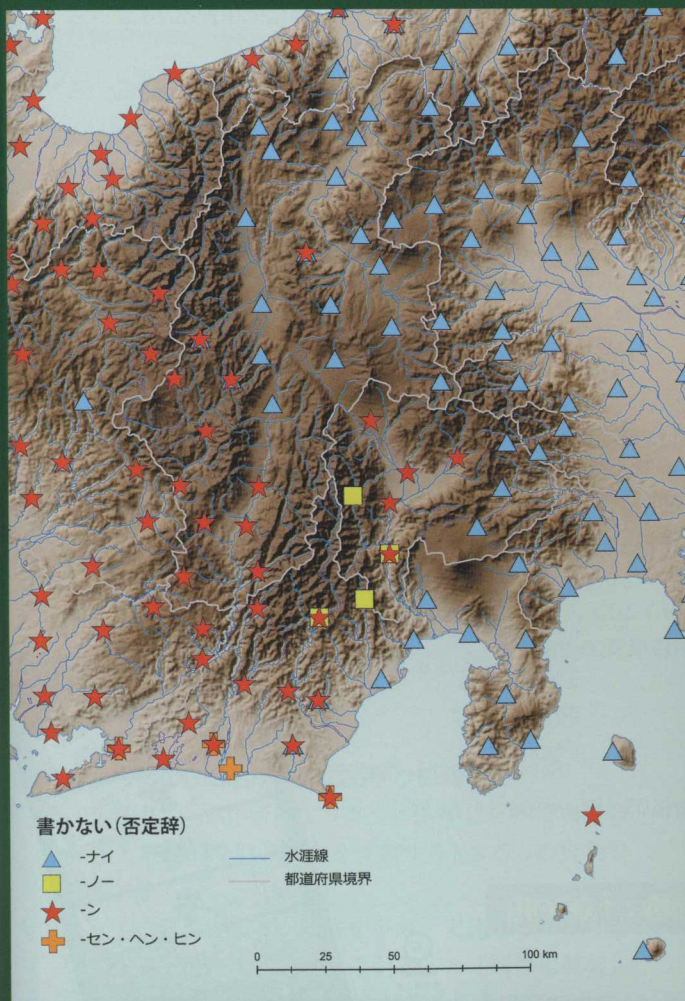 書かない(否定辞)
-ナイ
-ノー
-ン
-セン・ヘン・ヒン
水涯線
都道府県境界
0 25 50 100 km